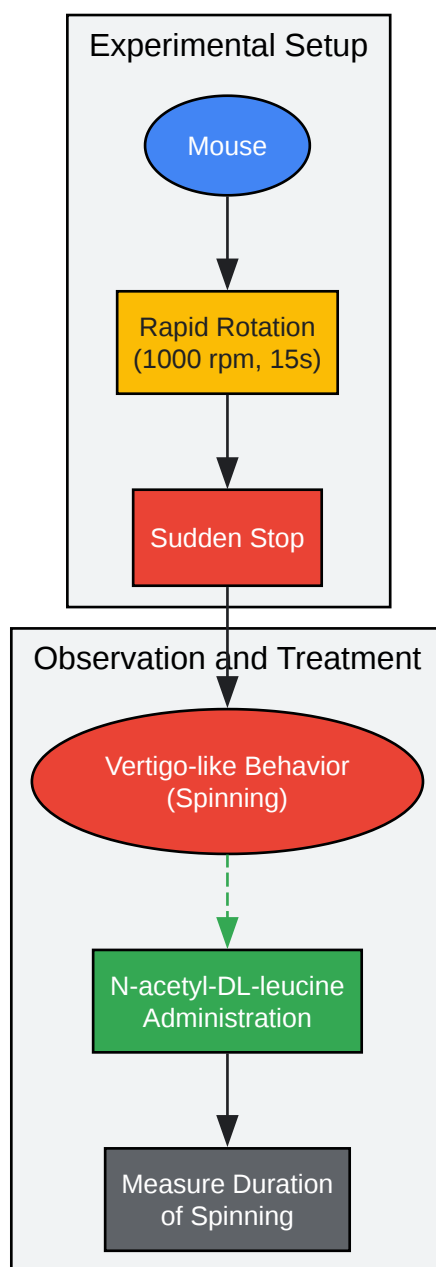 Experimental Setup
Mouse
Rapid Rotation
(1000 rpm, 15s)
Sudden Stop
Observation and Treatment
Vertigo-like Behavior
(Spinning)
N-acetyl-DL-leucine
Administration
Measure Duration
of Spinning